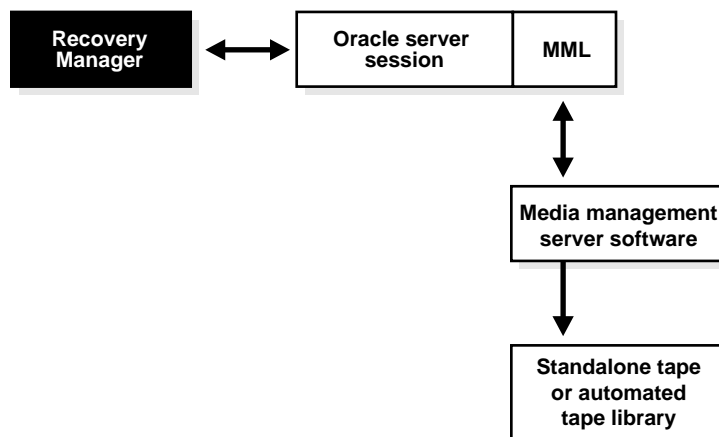 Recovery
Manager
Oracle server
session
MML
Media management
server software
Standalone tape
or automated
tape library